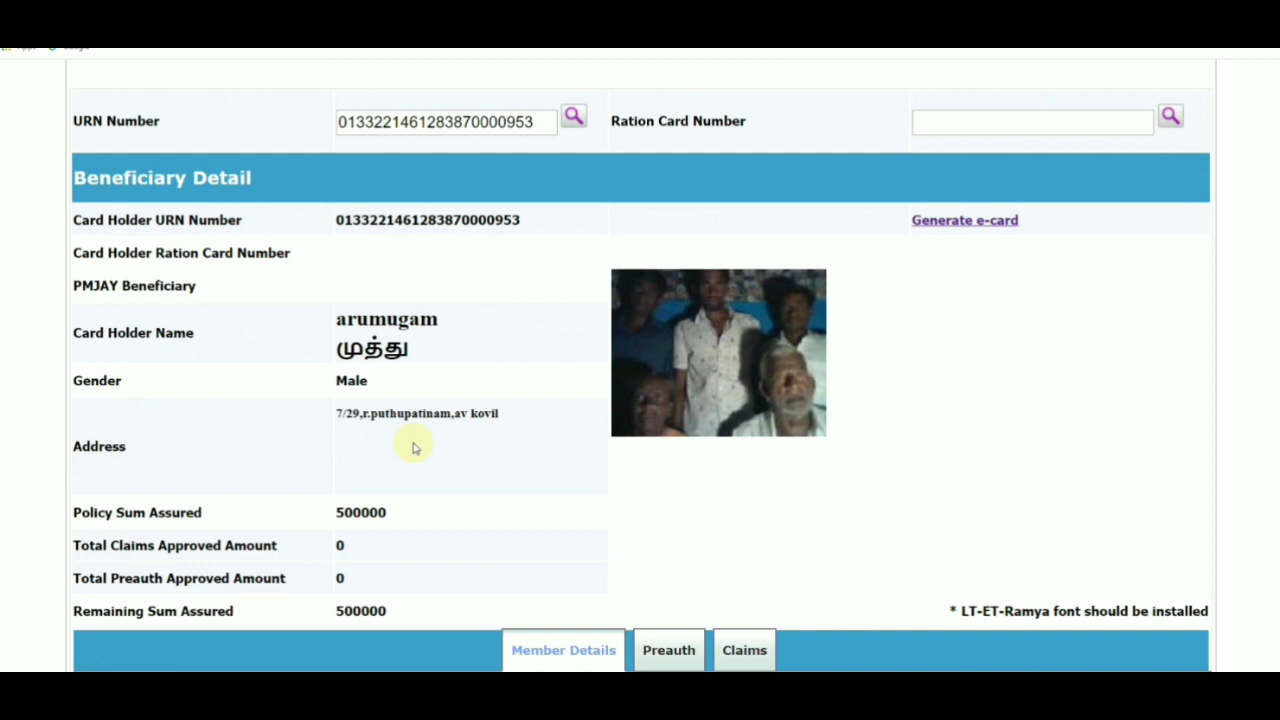 URN Number 0133221461283870000953 Ration Card Number
Beneficiary Detail
Card Holder URN Number 0133221461283870000953 Generate e-card
Card Holder Ration Card Number
PMJAY Beneficiary
Card Holder Name arumugam
முத்து
Gender Male
Address 7/29,r.puthupatinam,av kovil
Policy Sum Assured 500000
Total Claims Approved Amount 0
Total Preauth Approved Amount 0
Remaining Sum Assured 500000 * LT-ET-Ramya font should be installed
Member Details Preauth Claims